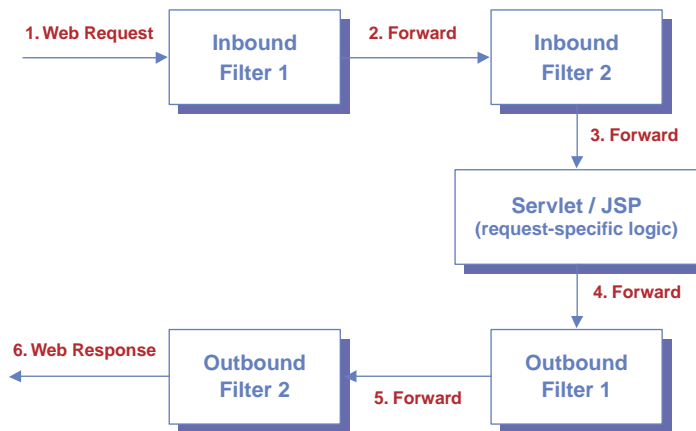 1. Web Request
Inbound
Filter 1
2. Forward
Inbound
Filter 2
3. Forward
Servlet / JSP
(request-specific logic)
4. Forward
Outbound
Filter 1
5. Forward
Outbound
Filter 2
6. Web Response